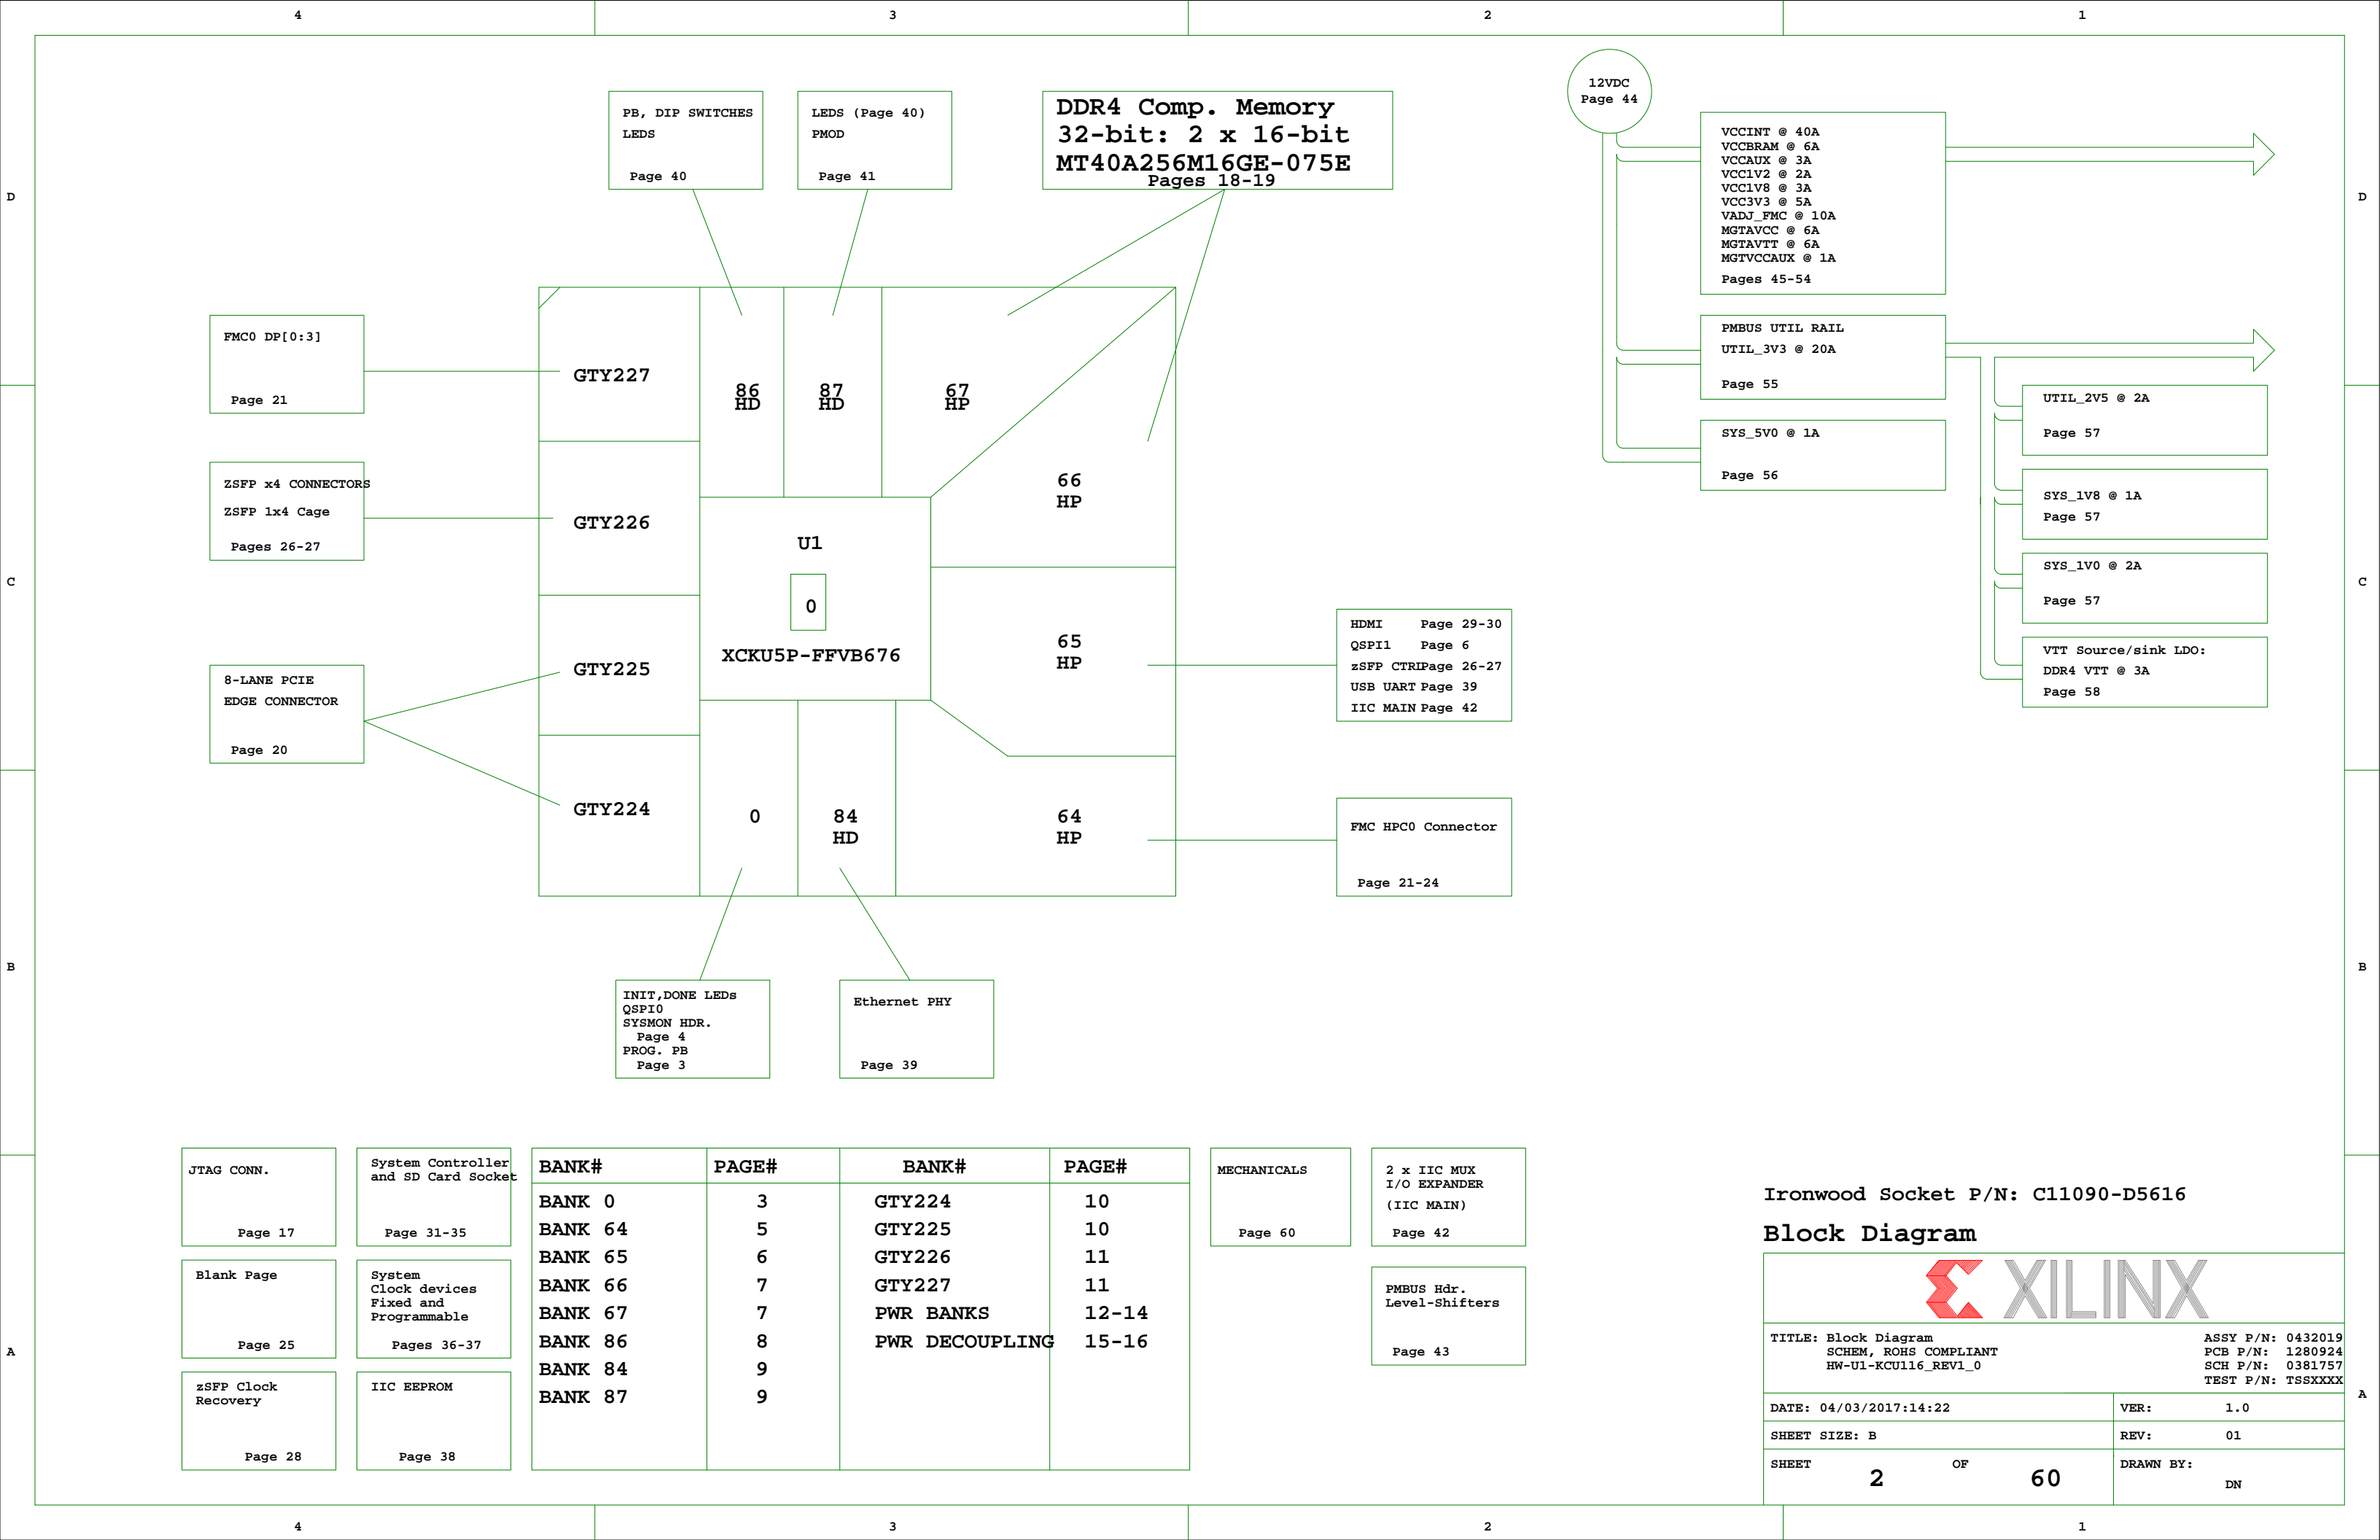 4 3 2 1
D
C
B
A
D
C
B
A
PB, DIP SWITCHES
LEDS
Page 40
LEDS (Page 40)
PMOD
Page 41
DDR4 Comp. Memory
32-bit: 2 x 16-bit
MT40A256M16GE-075E
Pages 18-19
12VDC
Page 44
VCCINT @ 40A
VCCBRAM @ 6A
VCCAUX @ 3A
VCC1V2 @ 2A
VCC1V8 @ 3A
VCC3V3 @ 5A
VADJ_FMC @ 10A
MGTAVCC @ 6A
MGTAVTT @ 6A
MGTVCCAUX @ 1A
Pages 45-54
PMBUS UTIL RAIL
UTIL_3V3 @ 20A
Page 55
SYS_5V0 @ 1A
Page 56
UTIL_2V5 @ 2A
Page 57
SYS_1V8 @ 1A
Page 57
SYS_1V0 @ 2A
Page 57
VTT Source/sink LDO:
DDR4 VTT @ 3A
Page 58
FMC0 DP[0:3]
Page 21
ZSFP x4 CONNECTORS
ZSFP 1x4 Cage
Pages 26-27
8-LANE PCIE
EDGE CONNECTOR
Page 20
GTY227
GTY226
GTY225
GTY224
86
HD
87
HD
67
HP
66
HP
U1
0
XCKU5P-FFVB676
65
HP
0
84
HD
64
HP
HDMI Page 29-30
QSPI1 Page 6
zSFP CTRLPage 26-27
USB UART Page 39
IIC MAIN Page 42
FMC HPC0 Connector
Page 21-24
INIT,DONE LEDs
QSPI0
SYSMON HDR.
Page 4
PROG. PB
Page 3
Ethernet PHY
Page 39
JTAG CONN.
Page 17
System Controller
and SD Card Socket
Page 31-35
Blank Page
Page 25
System
Clock devices
Fixed and
Programmable
Pages 36-37
zSFP Clock
Recovery
Page 28
IIC EEPROM
Page 38
BANK# PAGE# BANK# PAGE#
BANK 0 3 GTY224 10
BANK 64 5 GTY225 10
BANK 65 6 GTY226 11
BANK 66 7 GTY227 11
BANK 67 7 PWR BANKS 12-14
BANK 86 8 PWR DECOUPLING 15-16
BANK 84 9
BANK 87 9
MECHANICALS
Page 60
2 x IIC MUX
I/O EXPANDER
(IIC MAIN)
Page 42
PMBUS Hdr.
Level-Shifters
Page 43
Ironwood Socket P/N: C11090-D5616
Block Diagram
XILINX
TITLE: Block Diagram
SCHEM, ROHS COMPLIANT
HW-U1-KCU116_REV1_0
ASSY P/N: 0432019
PCB P/N: 1280924
SCH P/N: 0381757
TEST P/N: TSSXXXX
DATE: 04/03/2017:14:22
VER: 1.0
SHEET SIZE: B
REV: 01
SHEET 2 OF 60
DRAWN BY:
DN
4 3 2 1